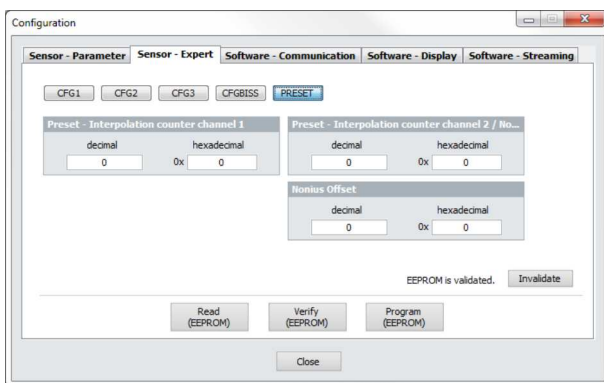 Configuration
Sensor - Parameter Sensor - Expert Software - Communication Software - Display Software - Streaming
CFG1 CFG2 CFG3 CFGBISS PRESET
Preset - Interpolation counter channel 1 Preset - Interpolation counter channel 2 / No...
decimal hexadecimal decimal hexadecimal
0 0x 0 0 0x 0
Nonius Offset
decimal hexadecimal
0 0x 0
EEPROM is validated. Invalidate
Read Verify Program
(EEPROM) (EEPROM) (EEPROM)
Close